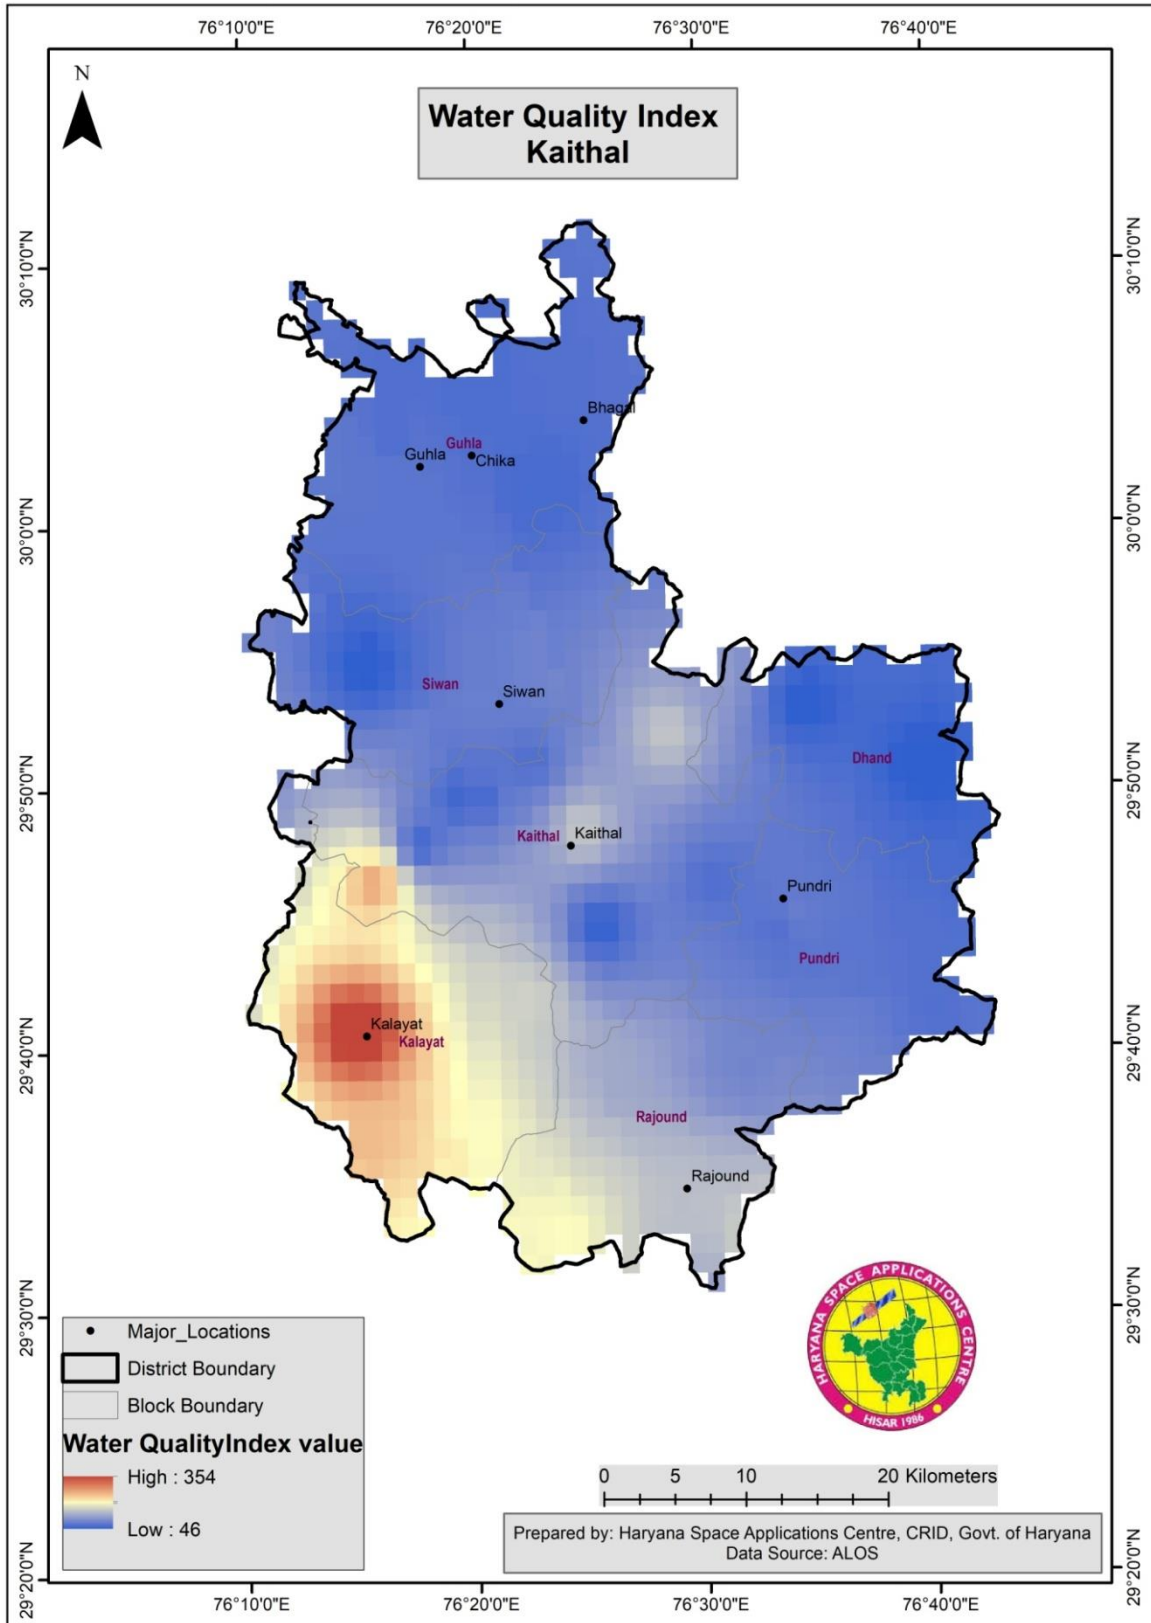 76°10'0"E 76°20'0"E 76°30'0"E 76°40'0"E
N
Water Quality Index
Kaithal
30°10'0"N
30°10'0"N
Bhagal
Guhla
Guhla
Chika
30°0'0"N
30°0'0"N
Siwan
Siwan
Dhand
29°50'0"N
29°50'0"N
Kaithal
Kaithal
Pundri
Pundri
Kalayat
Kalayat
29°40'0"N
29°40'0"N
Rajound
Rajound
HARYANA SPACE APPLICATIONS CENTRE
HISAR 1986
29°30'0"N
29°30'0"N
Major_Locations
District Boundary
Block Boundary
Water QualityIndex value
High : 354
Low : 46
0 5 10 20 Kilometers
Prepared by: Haryana Space Applications Centre, CRID, Govt. of Haryana
Data Source: ALOS
29°20'0"N
29°20'0"N
76°10'0"E 76°20'0"E 76°30'0"E 76°40'0"E